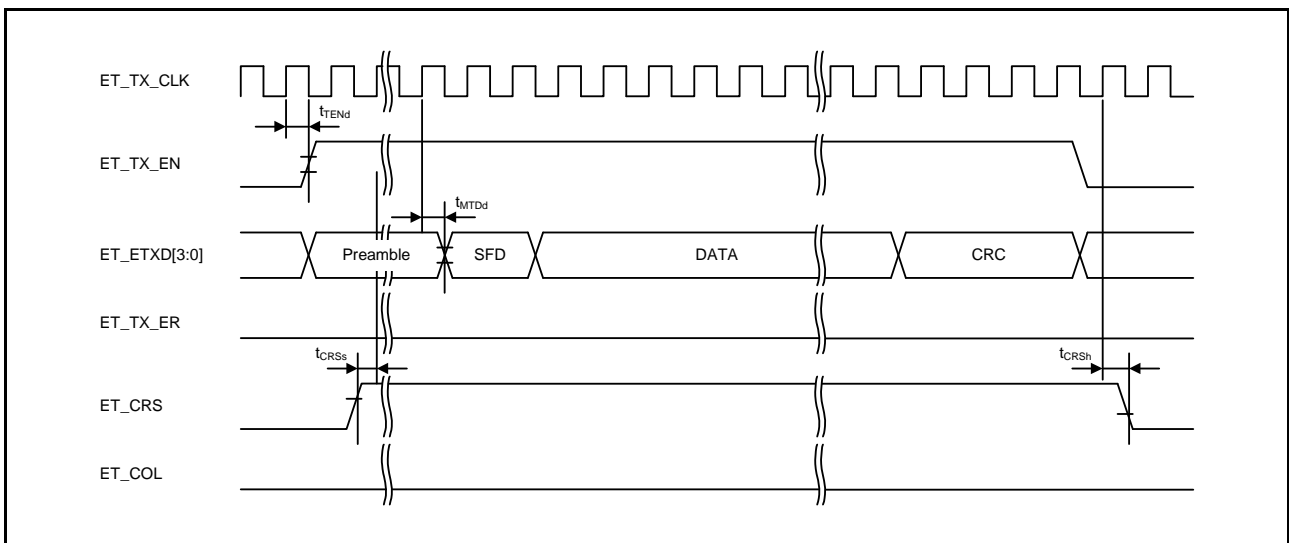 ET_TX_CLK
tTENd
ET_TX_EN
tMTDd
ET_ETXD[3:0] Preamble SFD DATA CRC
ET_TX_ER
tCRSs tCRSh
ET_CRS
ET_COL